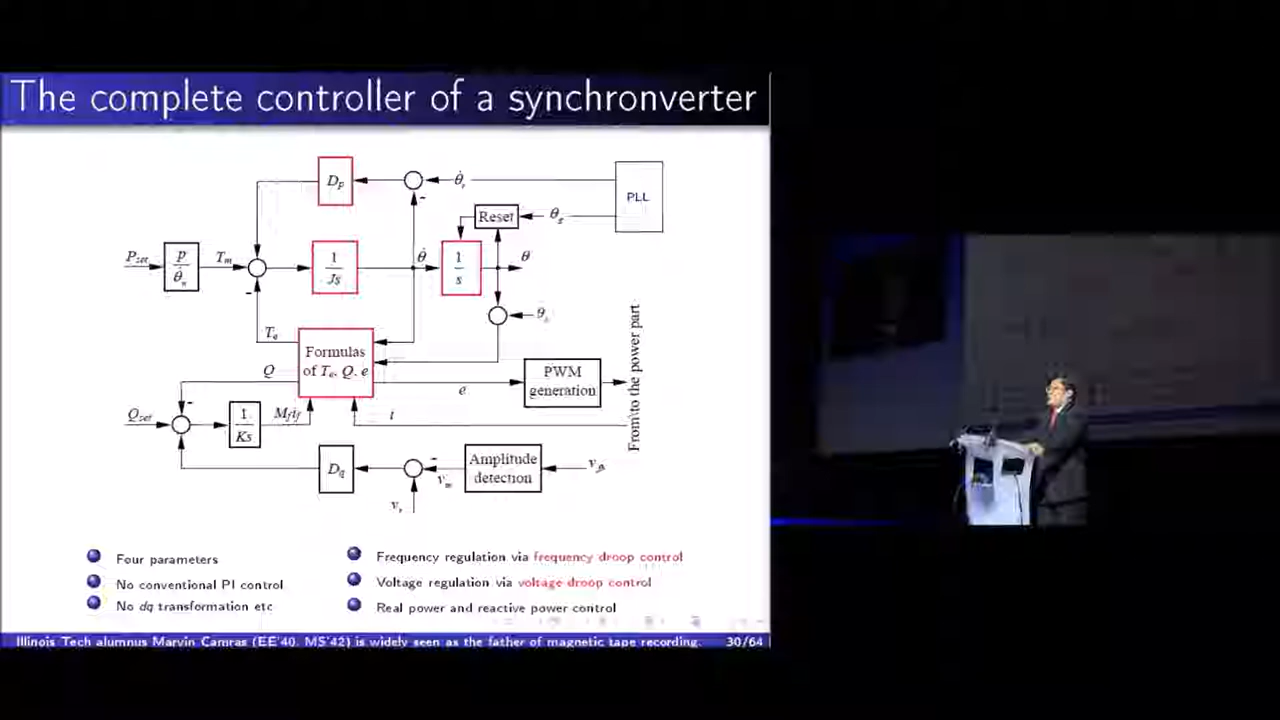 The complete controller of a synchronverter
Dp
θ̇r
PLL
-
Reset
θg
Pset
p
θ̇n
Tm
1
Js
θ̇
1
s
θ
-
Te
Formulas
of Te, Q, e
PWM
generation
From/to the power part
Q
e
-
Qset
1
Ks
Mfif
i
Dq
-
vm
Amplitude
detection
vr
Four parameters
No conventional PI control
No dq transformation etc
Frequency regulation via frequency droop control
Voltage regulation via voltage droop control
Real power and reactive power control
Illinois Tech alumnus Marvin Camras (EE'40, MS'42) is widely seen as the father of magnetic tape recording.
30/64